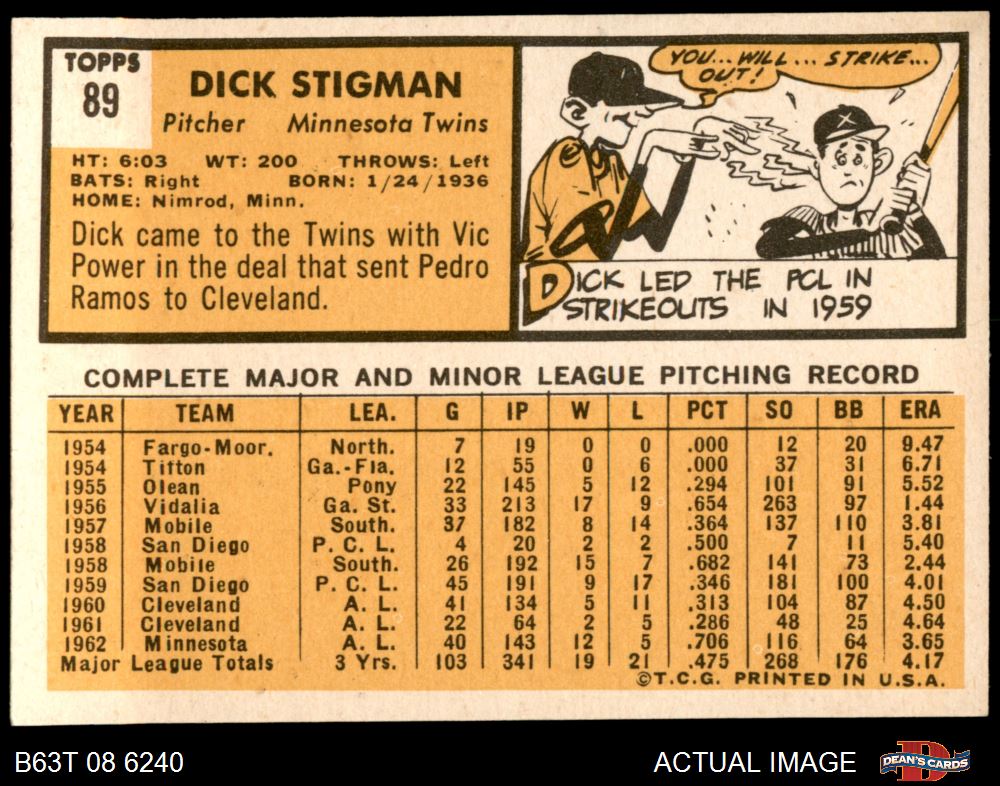 TOPPS
89
DICK STIGMAN
Pitcher Minnesota Twins
HT: 6:03 WT: 200 THROWS: Left
BATS: Right BORN: 1/24/1936
HOME: Nimrod, Minn.
Dick came to the Twins with Vic
Power in the deal that sent Pedro
Ramos to Cleveland.
YOU... WILL... STRIKE...
OUT!
DICK LED THE PCL IN
STRIKEOUTS IN 1959
COMPLETE MAJOR AND MINOR LEAGUE PITCHING RECORD
YEAR TEAM LEA. G IP W L PCT SO BB ERA
1954 Fargo-Moor. North. 7 19 0 0 .000 12 20 9.47
1954 Tifton Ga.-Fla. 12 55 0 6 .000 37 31 6.71
1955 Olean Pony 22 145 5 12 .294 101 91 5.52
1956 Vidalia Ga. St. 33 213 17 9 .654 263 97 1.44
1957 Mobile South. 37 182 8 14 .364 137 110 3.81
1958 San Diego P. C. L. 4 20 2 2 .500 7 11 5.40
1958 Mobile South. 26 192 15 7 .682 141 73 2.44
1959 San Diego P. C. L. 45 191 9 17 .346 181 100 4.01
1960 Cleveland A. L. 41 134 5 11 .313 104 87 4.50
1961 Cleveland A. L. 22 64 2 5 .286 48 25 4.64
1962 Minnesota A. L. 40 143 12 5 .706 116 64 3.65
Major League Totals 3 Yrs. 103 341 19 21 .475 268 176 4.17
©T.C.G. PRINTED IN U.S.A.
B63T 08 6240 ACTUAL IMAGE D DEAN'S CARDS